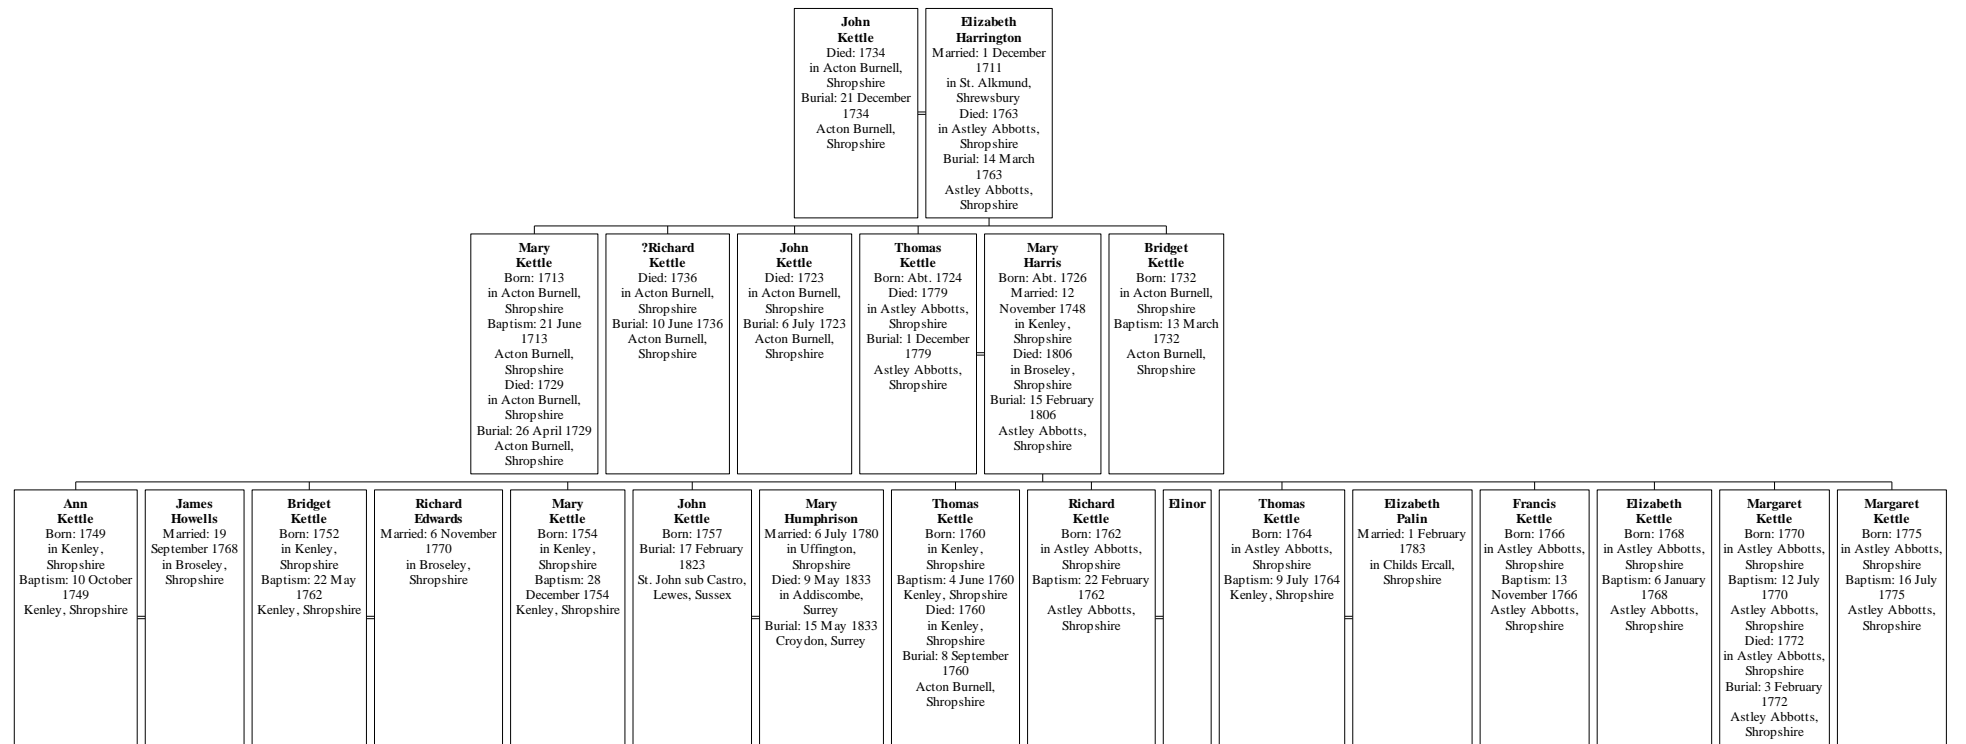 John
Kettle
Died: 1734
in Acton Burnell,
Shropshire
Burial: 21 December
1734
Acton Burnell,
Shropshire
Elizabeth
Harrington
Married: 1 December
1711
in St. Alkmund,
Shrewsbury
Died: 1763
in Astley Abbotts,
Shropshire
Burial: 14 March
1763
Astley Abbotts,
Shropshire
Mary
Kettle
Born: 1713
in Acton Burnell,
Shropshire
Baptism: 21 June
1713
Acton Burnell,
Shropshire
Died: 1729
in Acton Burnell,
Shropshire
Burial: 26 April 1729
Acton Burnell,
Shropshire
?Richard
Kettle
Died: 1736
in Acton Burnell,
Shropshire
Burial: 10 June 1736
Acton Burnell,
Shropshire
John
Kettle
Died: 1723
in Acton Burnell,
Shropshire
Burial: 6 July 1723
Acton Burnell,
Shropshire
Thomas
Kettle
Born: Abt. 1724
Died: 1779
in Astley Abbotts,
Shropshire
Burial: 1 December
1779
Astley Abbotts,
Shropshire
Mary
Harris
Born: Abt. 1726
Married: 12
November 1748
in Kenley,
Shropshire
Died: 1806
in Broseley,
Shropshire
Burial: 15 February
1806
Astley Abbotts,
Shropshire
Bridget
Kettle
Born: 1732
in Acton Burnell,
Shropshire
Baptism: 13 March
1732
Acton Burnell,
Shropshire
Ann
Kettle
Born: 1749
in Kenley,
Shropshire
Baptism: 10 October
1749
Kenley, Shropshire
James
Howells
Married: 19
September 1768
in Broseley,
Shropshire
Bridget
Kettle
Born: 1752
in Kenley,
Shropshire
Baptism: 22 May
1762
Kenley, Shropshire
Richard
Edwards
Married: 6 November
1770
in Broseley,
Shropshire
Mary
Kettle
Born: 1754
in Kenley,
Shropshire
Baptism: 28
December 1754
Kenley, Shropshire
John
Kettle
Born: 1757
Burial: 17 February
1823
St. John sub Castro,
Lewes, Sussex
Mary
Humphrison
Married: 6 July 1780
in Uffington,
Shropshire
Died: 9 May 1833
in Addiscombe,
Surrey
Burial: 15 May 1833
Croydon, Surrey
Thomas
Kettle
Born: 1760
in Kenley,
Shropshire
Baptism: 4 June 1760
Kenley, Shropshire
Died: 1760
in Kenley,
Shropshire
Burial: 8 September
1760
Acton Burnell,
Shropshire
Richard
Kettle
Born: 1762
in Astley Abbotts,
Shropshire
Baptism: 22 February
1762
Astley Abbotts,
Shropshire
Elinor
Thomas
Kettle
Born: 1764
in Astley Abbotts,
Shropshire
Baptism: 9 July 1764
Kenley, Shropshire
Elizabeth
Palin
Married: 1 February
1783
in Childs Ercall,
Shropshire
Francis
Kettle
Born: 1766
in Astley Abbotts,
Shropshire
Baptism: 13
November 1766
Astley Abbotts,
Shropshire
Elizabeth
Kettle
Born: 1768
in Astley Abbotts,
Shropshire
Baptism: 6 January
1768
Astley Abbotts,
Shropshire
Margaret
Kettle
Born: 1770
in Astley Abbotts,
Shropshire
Baptism: 12 July
1770
Astley Abbotts,
Shropshire
Died: 1772
in Astley Abbotts,
Shropshire
Burial: 3 February
1772
Astley Abbotts,
Shropshire
Margaret
Kettle
Born: 1775
in Astley Abbotts,
Shropshire
Baptism: 16 July
1775
Astley Abbotts,
Shropshire